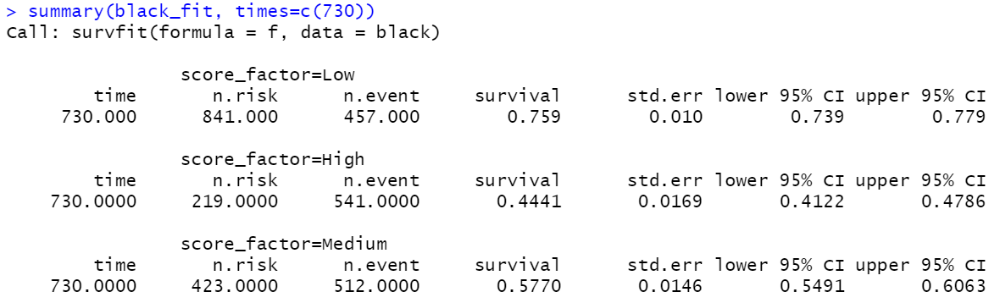 > summary(black_fit, times=c(730))
Call: survfit(formula = f, data = black)
score_factor=Low
time n.risk n.event survival std.err lower 95% CI upper 95% CI
730.000 841.000 457.000 0.759 0.010 0.739 0.779
score_factor=High
time n.risk n.event survival std.err lower 95% CI upper 95% CI
730.0000 219.0000 541.0000 0.4441 0.0169 0.4122 0.4786
score_factor=Medium
time n.risk n.event survival std.err lower 95% CI upper 95% CI
730.0000 423.0000 512.0000 0.5770 0.0146 0.5491 0.6063